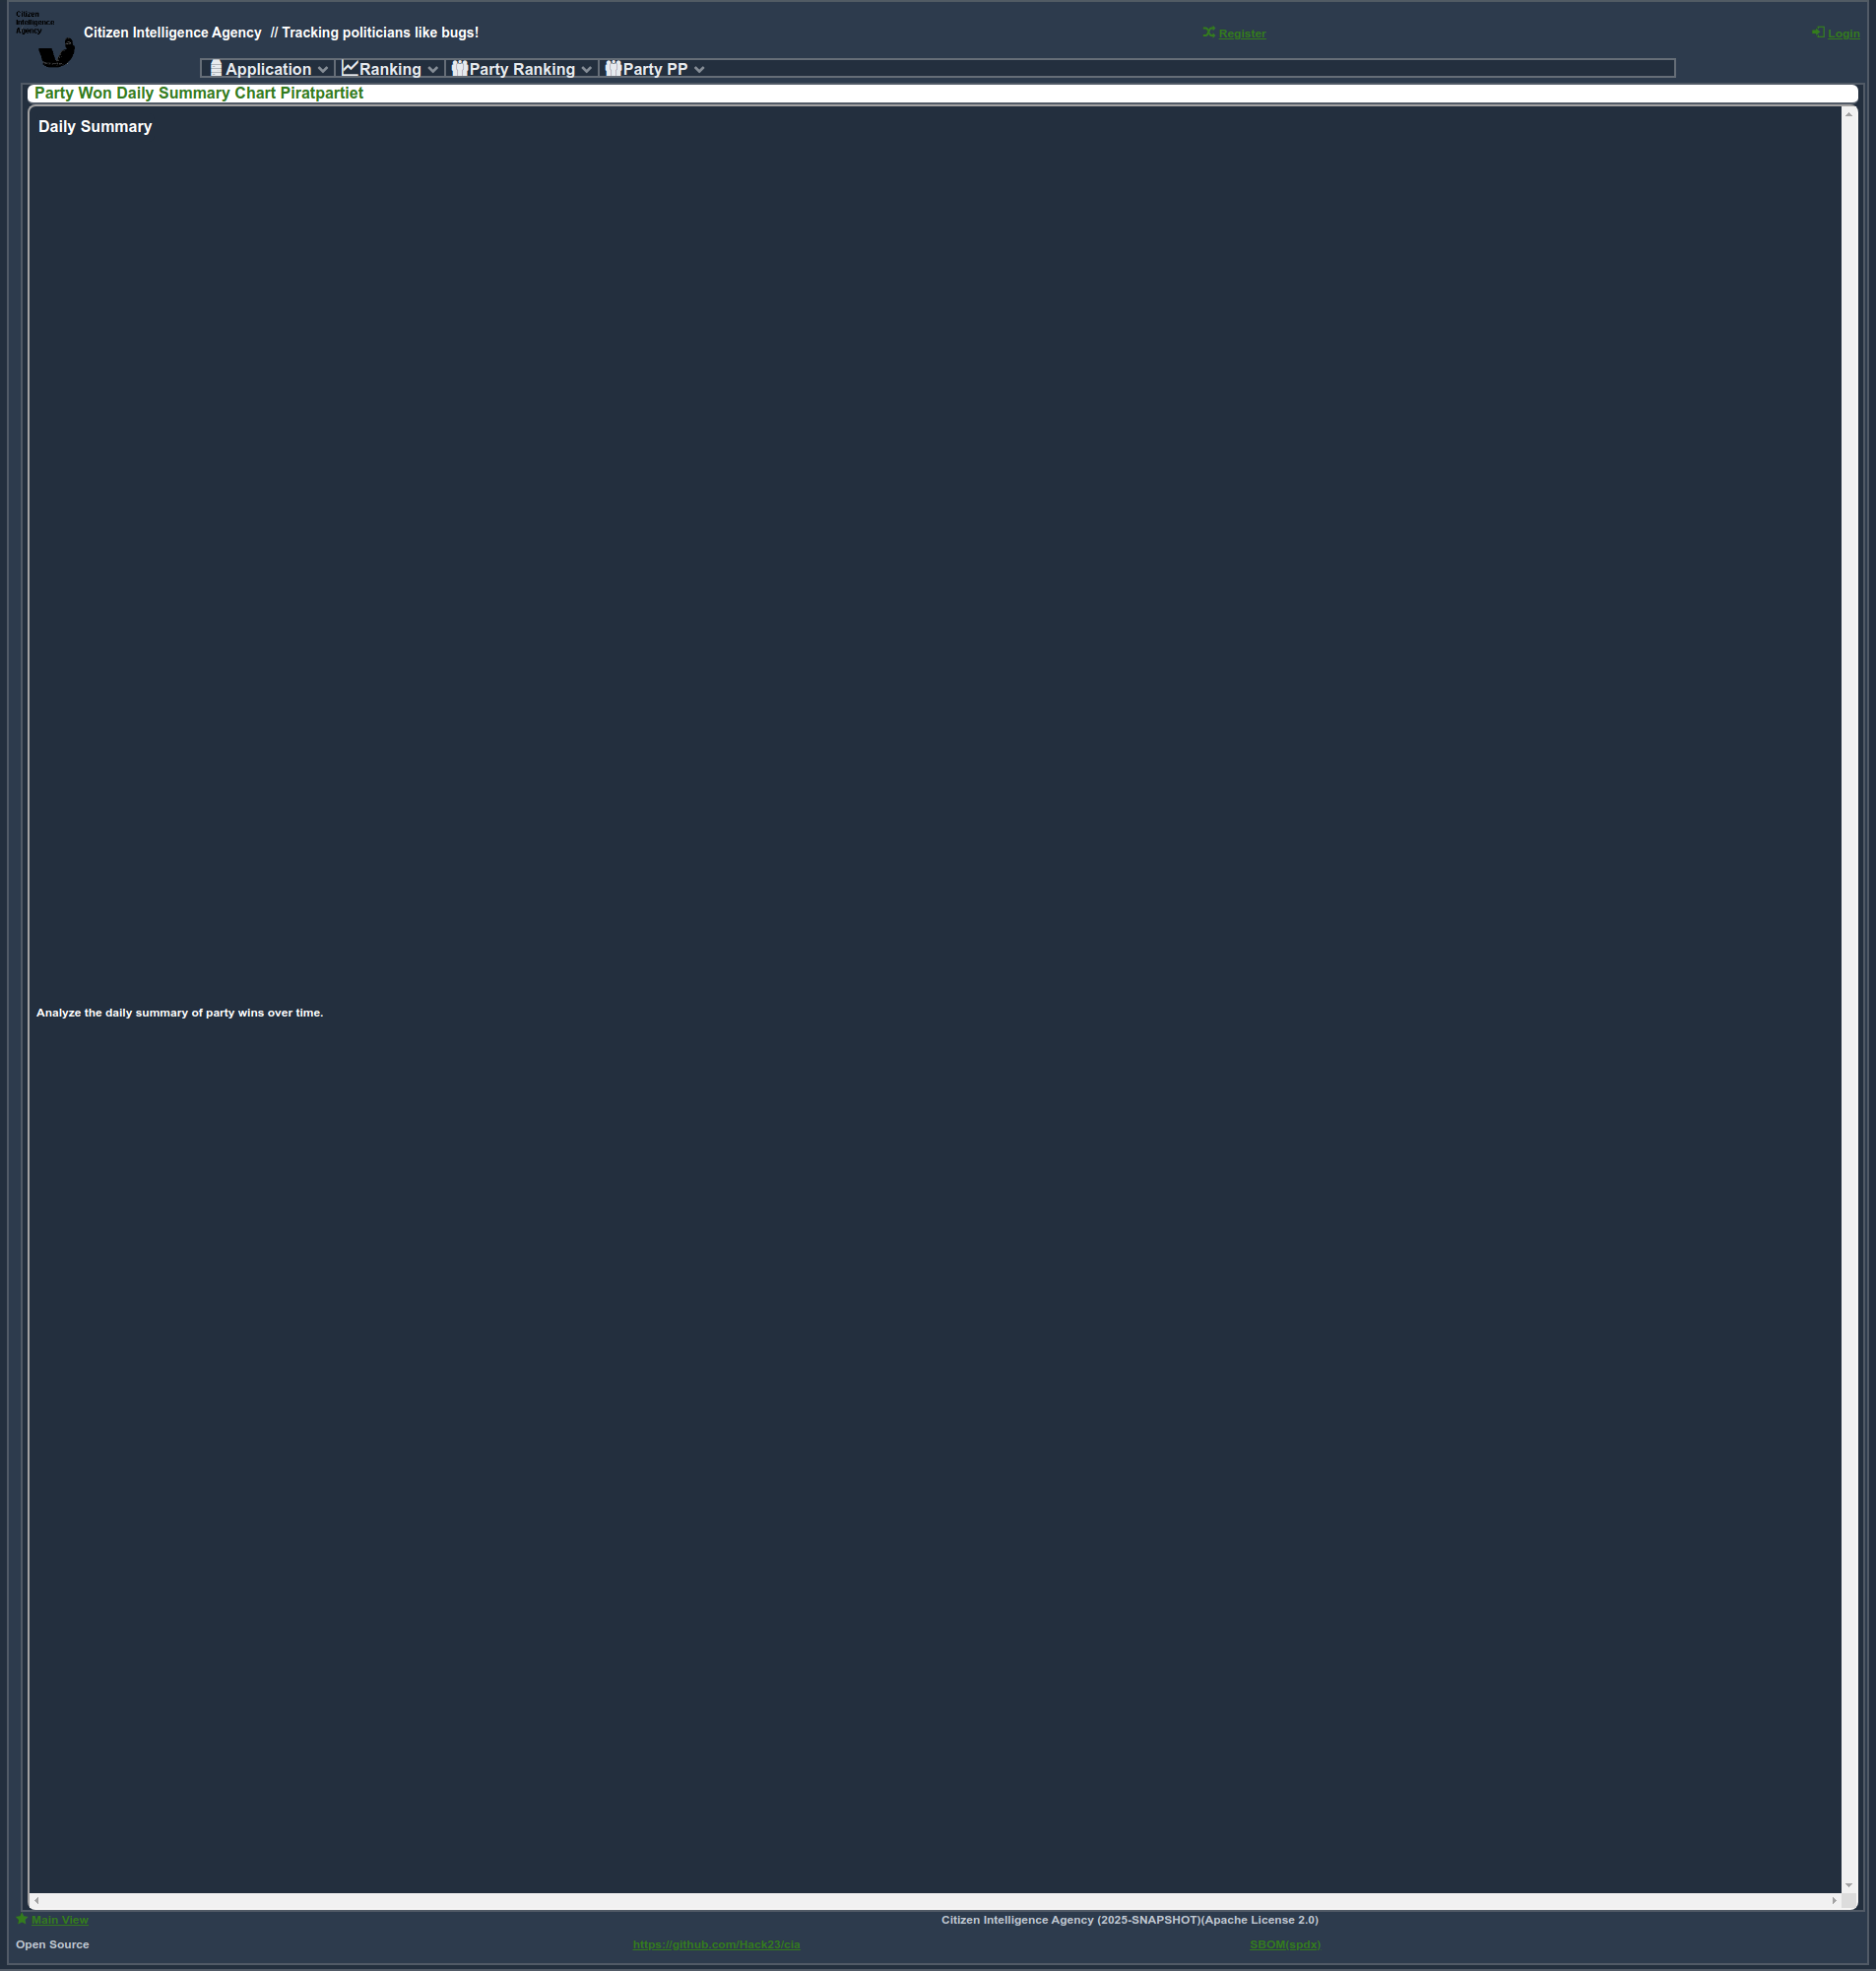 Citizen
Intelligence
Agency
Citizen Intelligence Agency // Tracking politicians like bugs!
Register
Login
Application
Ranking
Party Ranking
Party PP
Party Won Daily Summary Chart Piratpartiet
Daily Summary
Analyze the daily summary of party wins over time.
Main View
Citizen Intelligence Agency (2025-SNAPSHOT)(Apache License 2.0)
Open Source
https://github.com/Hack23/cia
SBOM(spdx)